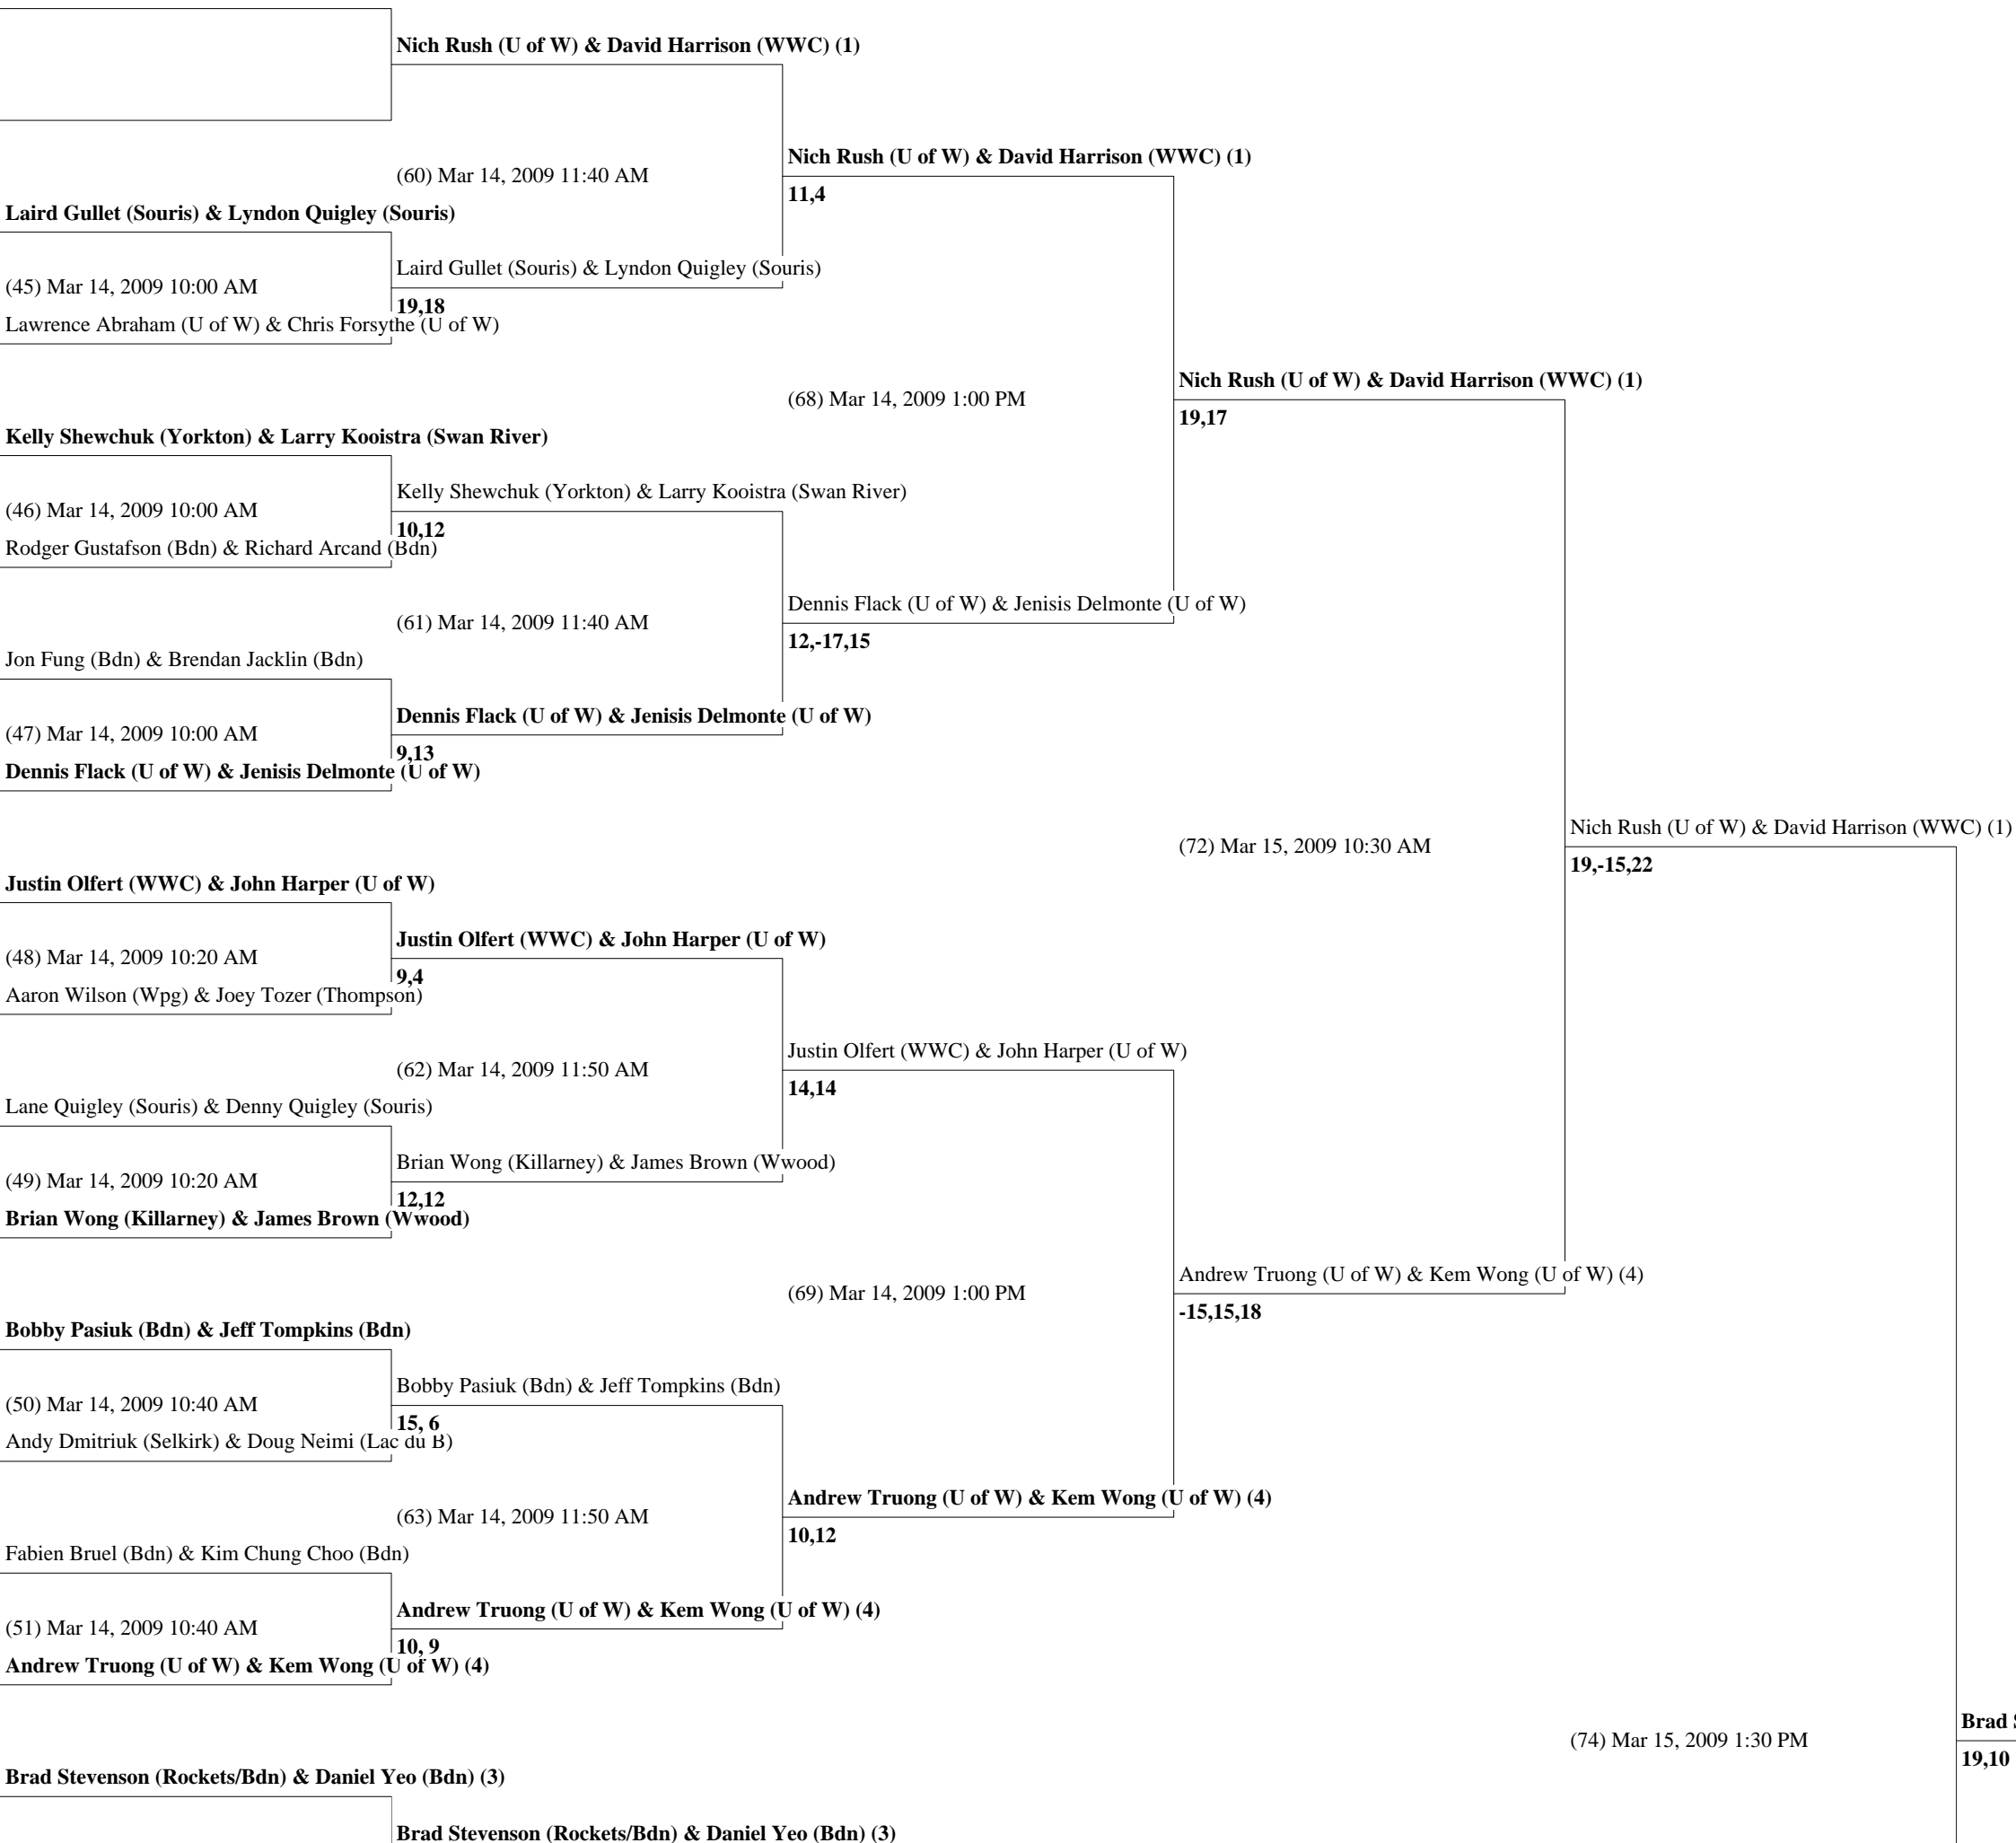 Nich Rush (U of W) & David Harrison (WWC) (1)
Nich Rush (U of W) & David Harrison (WWC) (1)
(60) Mar 14, 2009 11:40 AM
11,4
Laird Gullet (Souris) & Lyndon Quigley (Souris)
Laird Gullet (Souris) & Lyndon Quigley (Souris)
(45) Mar 14, 2009 10:00 AM
19,18
Lawrence Abraham (U of W) & Chris Forsythe (U of W)
Nich Rush (U of W) & David Harrison (WWC) (1)
(68) Mar 14, 2009 1:00 PM
19,17
Kelly Shewchuk (Yorkton) & Larry Kooistra (Swan River)
Kelly Shewchuk (Yorkton) & Larry Kooistra (Swan River)
(46) Mar 14, 2009 10:00 AM
10,12
Rodger Gustafson (Bdn) & Richard Arcand (Bdn)
Dennis Flack (U of W) & Jenisis Delmonte (U of W)
(61) Mar 14, 2009 11:40 AM
12,-17,15
Jon Fung (Bdn) & Brendan Jacklin (Bdn)
Dennis Flack (U of W) & Jenisis Delmonte (U of W)
(47) Mar 14, 2009 10:00 AM
9,13
Dennis Flack (U of W) & Jenisis Delmonte (U of W)
Nich Rush (U of W) & David Harrison (WWC) (1)
(72) Mar 15, 2009 10:30 AM
19,-15,22
Justin Olfert (WWC) & John Harper (U of W)
Justin Olfert (WWC) & John Harper (U of W)
(48) Mar 14, 2009 10:20 AM
9,4
Aaron Wilson (Wpg) & Joey Tozer (Thompson)
Justin Olfert (WWC) & John Harper (U of W)
(62) Mar 14, 2009 11:50 AM
14,14
Lane Quigley (Souris) & Denny Quigley (Souris)
Brian Wong (Killarney) & James Brown (Wwood)
(49) Mar 14, 2009 10:20 AM
12,12
Brian Wong (Killarney) & James Brown (Wwood)
Andrew Truong (U of W) & Kem Wong (U of W) (4)
(69) Mar 14, 2009 1:00 PM
-15,15,18
Bobby Pasiuk (Bdn) & Jeff Tompkins (Bdn)
Bobby Pasiuk (Bdn) & Jeff Tompkins (Bdn)
(50) Mar 14, 2009 10:40 AM
15, 6
Andy Dmitriuk (Selkirk) & Doug Neimi (Lac du B)
Andrew Truong (U of W) & Kem Wong (U of W) (4)
(63) Mar 14, 2009 11:50 AM
10,12
Fabien Bruel (Bdn) & Kim Chung Choo (Bdn)
Andrew Truong (U of W) & Kem Wong (U of W) (4)
(51) Mar 14, 2009 10:40 AM
10, 9
Andrew Truong (U of W) & Kem Wong (U of W) (4)
Brad
(74) Mar 15, 2009 1:30 PM
19,10
Brad Stevenson (Rockets/Bdn) & Daniel Yeo (Bdn) (3)
Brad Stevenson (Rockets/Bdn) & Daniel Yeo (Bdn) (3)